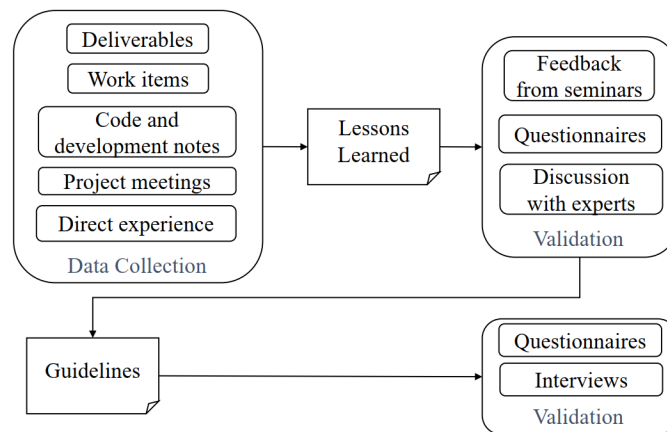 Deliverables
Work items
Code and
development notes
Project meetings
Direct experience
Data Collection
Lessons
Learned
Feedback
from seminars
Questionnaires
Discussion
with experts
Validation
Guidelines
Questionnaires
Interviews
Validation